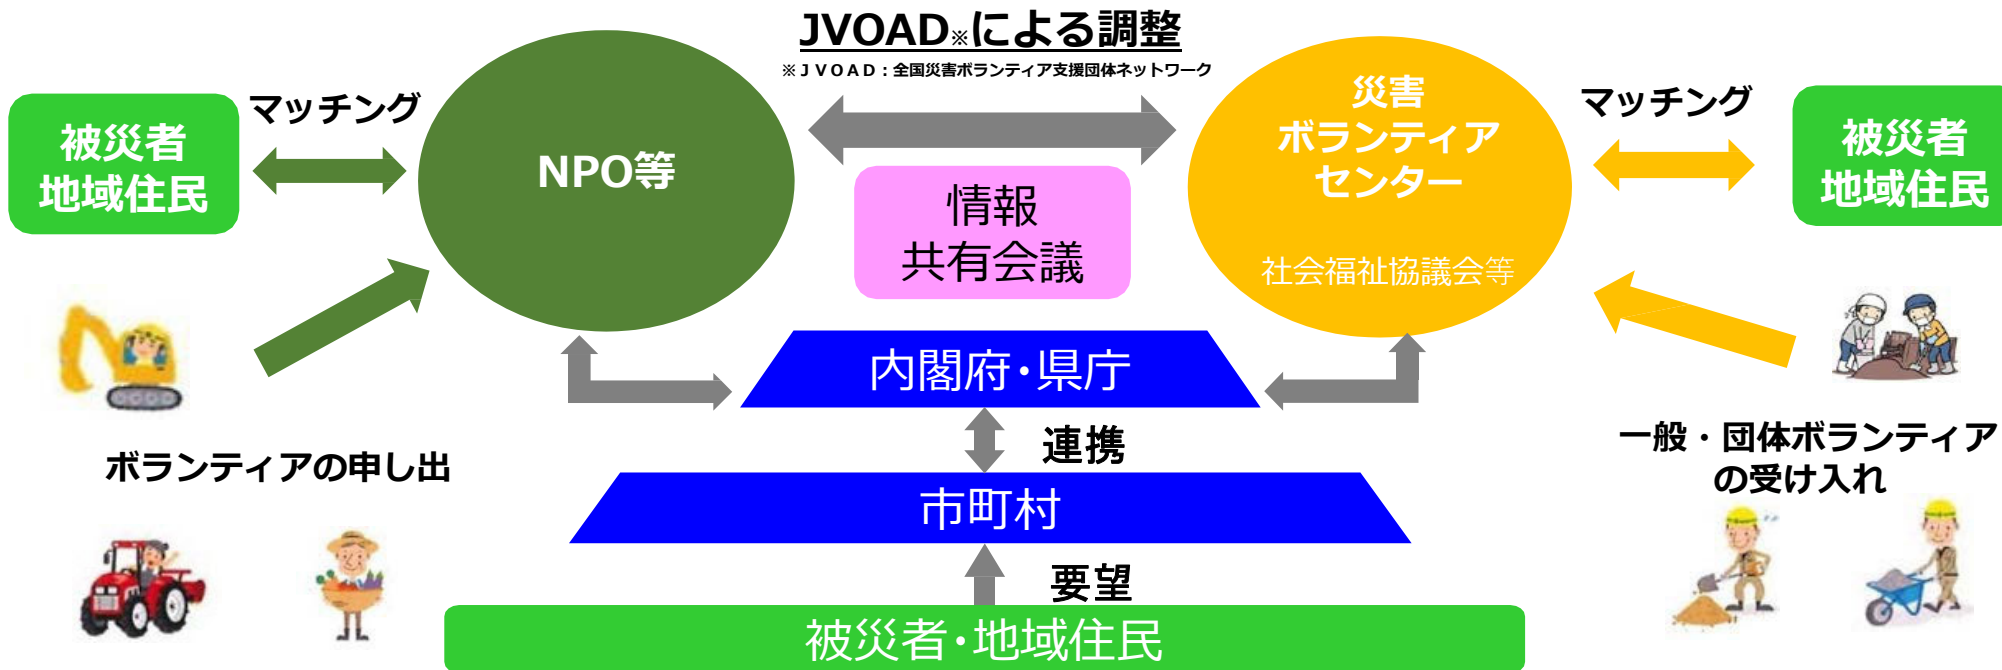 JVOAD※による調整
※JVOAD：全国災害ボランティア支援団体ネットワーク
被災者
地域住民
マッチング
NPO等
情報
共有会議
災害
ボランティア
センター
社会福祉協議会等
マッチング
被災者
地域住民
内閣府・県庁
連携
ボランティアの申し出
一般・団体ボランティア
の受け入れ
市町村
要望
被災者・地域住民